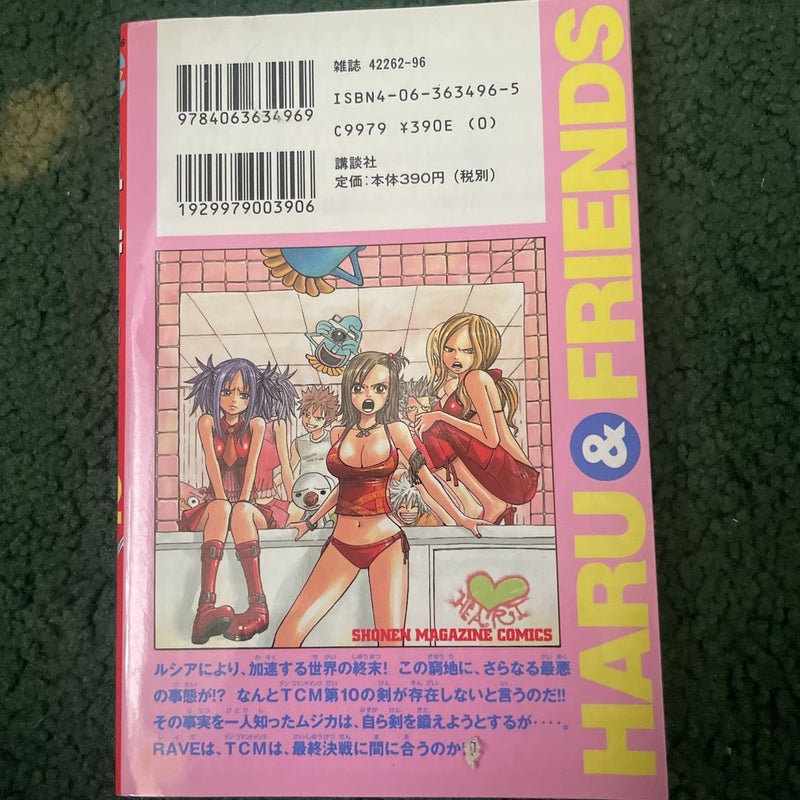 雑誌 42262-96
ISBN4-06-363496-5
C9979 ¥390E (0)
9784063634969
講談社
定価:本体390円(税別)
1929979003906
HARU & FRIENDS
HEART
SHONEN MAGAZINE COMICS
ルシアにより、加速する世界の終末! この窮地に、さらなる最悪
の事態が!? なんとTCM第10の剣が存在しないと言うのだ!!
その事実を一人知ったムジカは、自ら剣を鍛えようとするが‥‥。
RAVEは、TCMは、最終決戦に間に合うのか